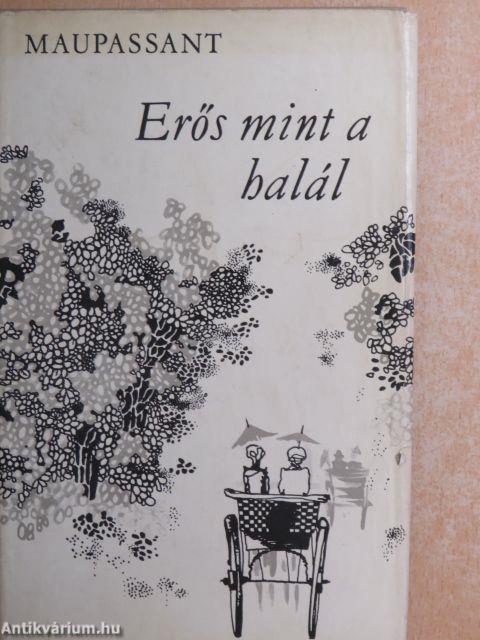 MAUPASSANT
Erős mint a
halál
Antikvárium.hu